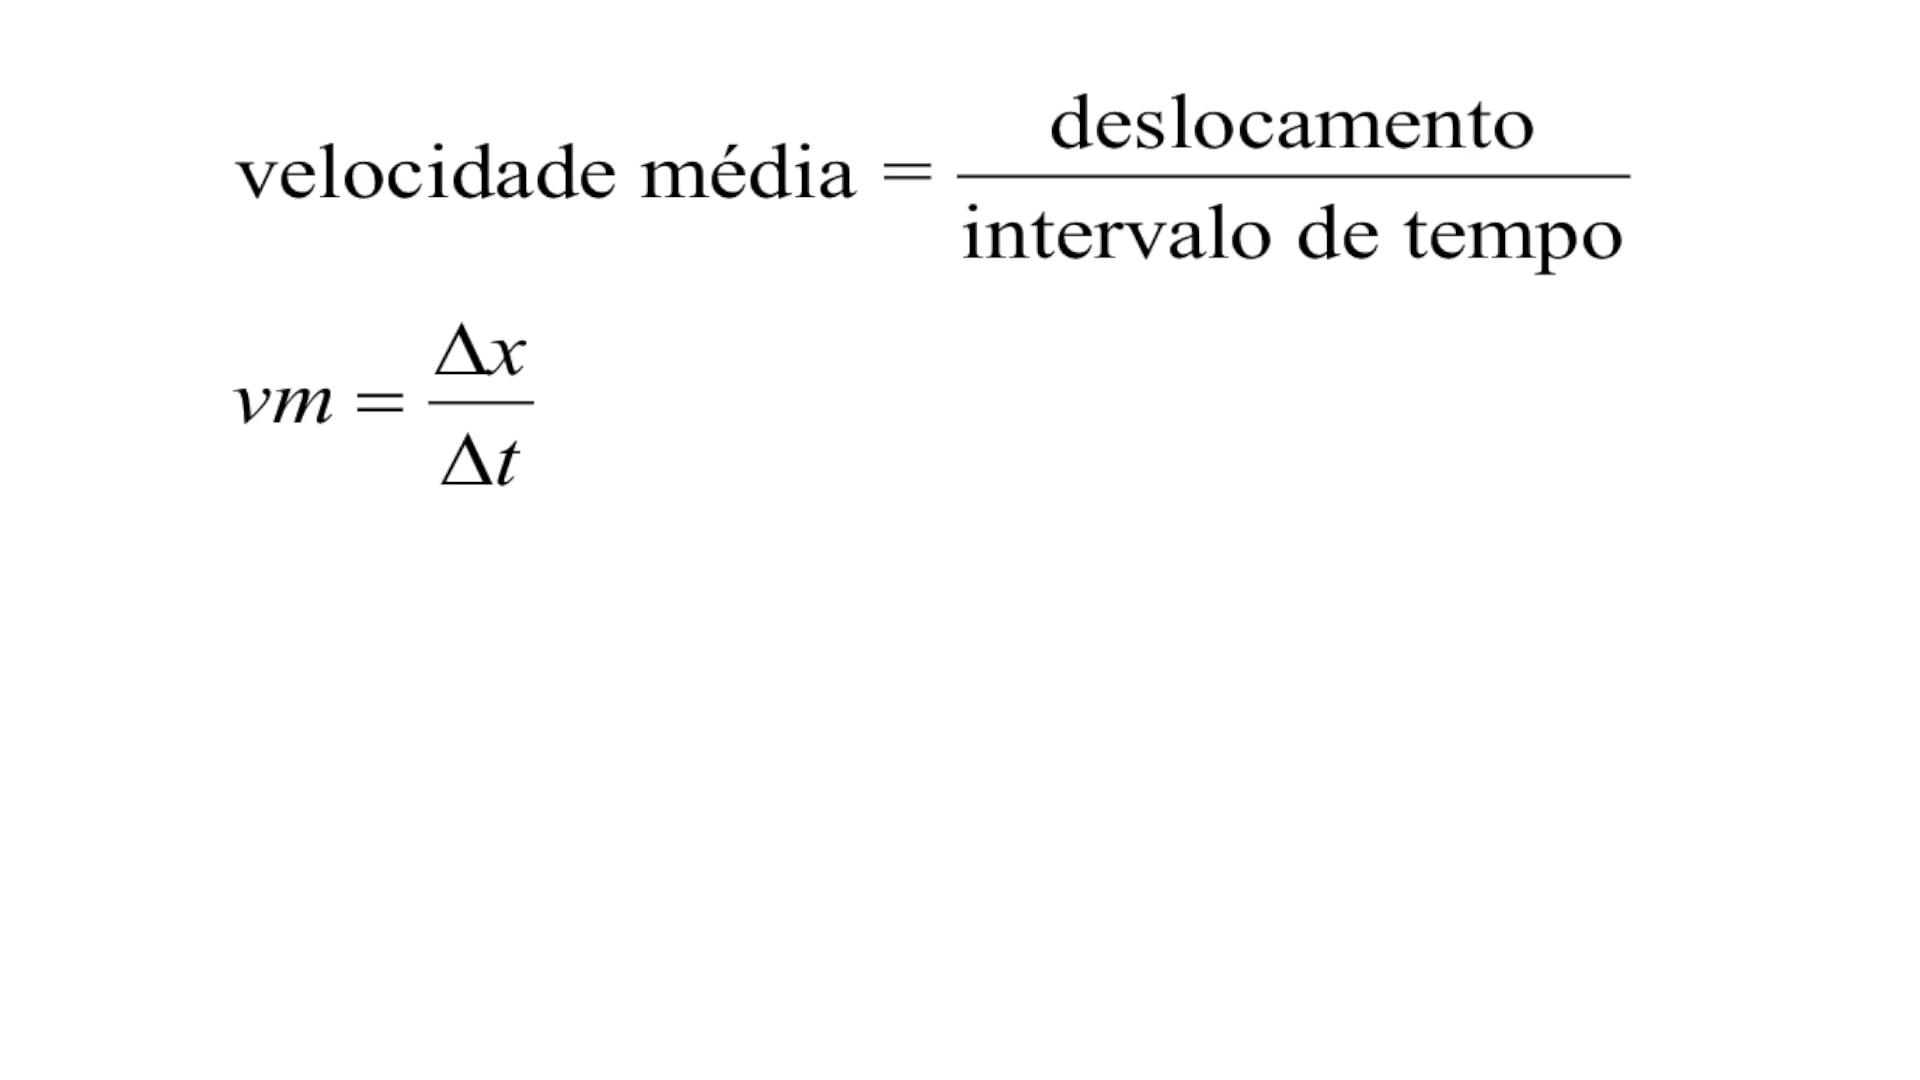 velocidade média = deslocamento / intervalo de tempo
vm = Δx / Δt